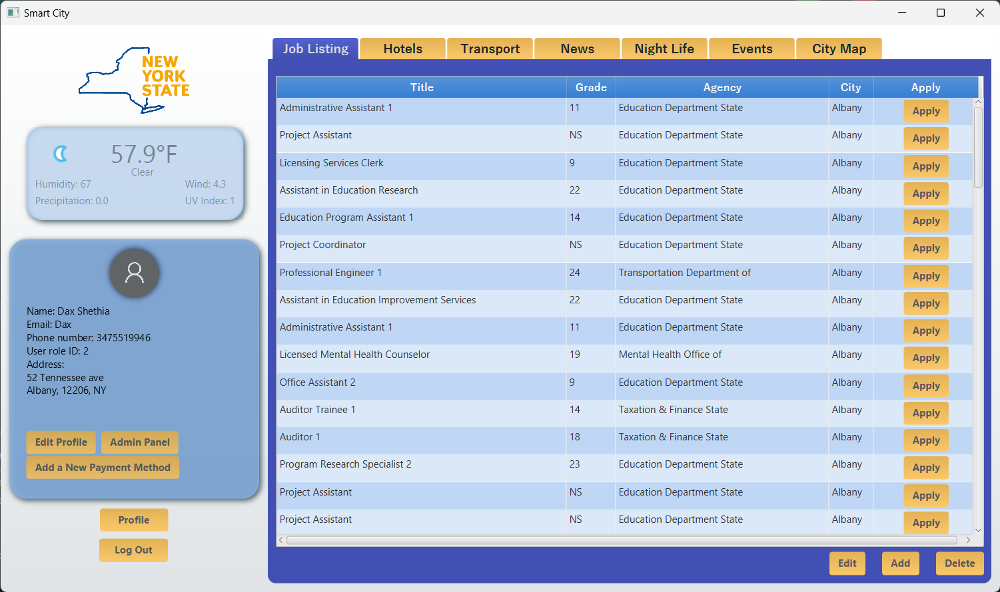 Smart City
NEW
YORK
STATE
57.9°F
Clear
Humidity: 67
Wind: 4.3
Precipitation: 0.0
UV Index: 1
Name: Dax Shethia
Email: Dax
Phone number: 3475519946
User role ID: 2
Address:
52 Tennessee ave
Albany, 12206, NY
Edit Profile
Admin Panel
Add a New Payment Method
Profile
Log Out
Job Listing Hotels Transport News Night Life Events City Map
Title Grade Agency City Apply
Administrative Assistant 1 11 Education Department State Albany Apply
Project Assistant NS Education Department State Albany Apply
Licensing Services Clerk 9 Education Department State Albany Apply
Assistant in Education Research 22 Education Department State Albany Apply
Education Program Assistant 1 14 Education Department State Albany Apply
Project Coordinator NS Education Department State Albany Apply
Professional Engineer 1 24 Transportation Department of Albany Apply
Assistant in Education Improvement Services 22 Education Department State Albany Apply
Administrative Assistant 1 11 Education Department State Albany Apply
Licensed Mental Health Counselor 19 Mental Health Office of Albany Apply
Office Assistant 2 9 Education Department State Albany Apply
Auditor Trainee 1 14 Taxation & Finance State Albany Apply
Auditor 1 18 Taxation & Finance State Albany Apply
Program Research Specialist 2 23 Education Department State Albany Apply
Project Assistant NS Education Department State Albany Apply
Project Assistant NS Education Department State Albany Apply
Edit Add Delete